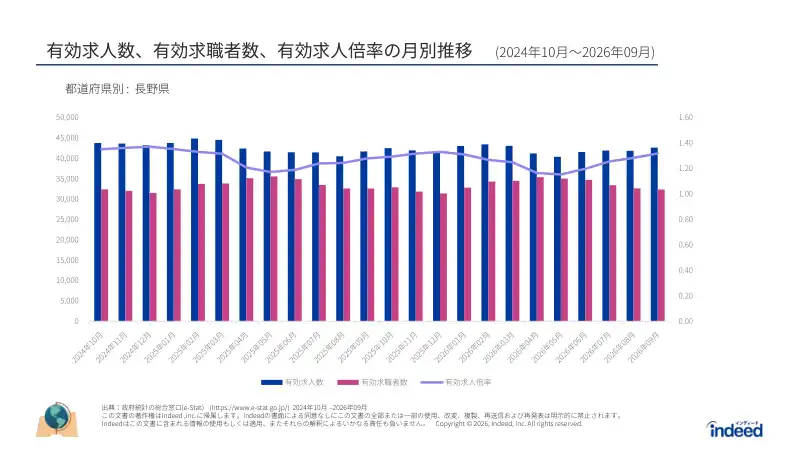 有効求人数、有効求職者数、有効求人倍率の月別推移 (2024年10月～2026年09月)
都道府県別 : 長野県
50,000
45,000
40,000
35,000
30,000
25,000
20,000
15,000
10,000
5,000
0
1.60
1.40
1.20
1.00
0.80
0.60
0.40
0.20
0.00
2024年10月
2024年11月
2024年12月
2025年01月
2025年02月
2025年03月
2025年04月
2025年05月
2025年06月
2025年07月
2025年08月
2025年09月
2025年10月
2025年11月
2025年12月
2026年01月
2026年02月
2026年03月
2026年04月
2026年05月
2026年06月
2026年07月
2026年08月
2026年09月
有効求人数 有効求職者数 有効求人倍率
出典：政府統計の総合窓口(e-Stat) (https://www.e-stat.go.jp/) 2024年10月 –2026年09月
この文書の著作権はIndeed ,Inc.に帰属します。Indeedの書面による同意なしにこの文書の全部または一部の使用、改変、複製、再送信および再発表は明示的に禁止されます。
Indeedはこの文書に含まれる情報の使用もしくは適用、またそれらの解釈によるいかなる責任も負いません。 Copyright © 2026, Indeed, Inc. All rights reserved.
インディード
indeed